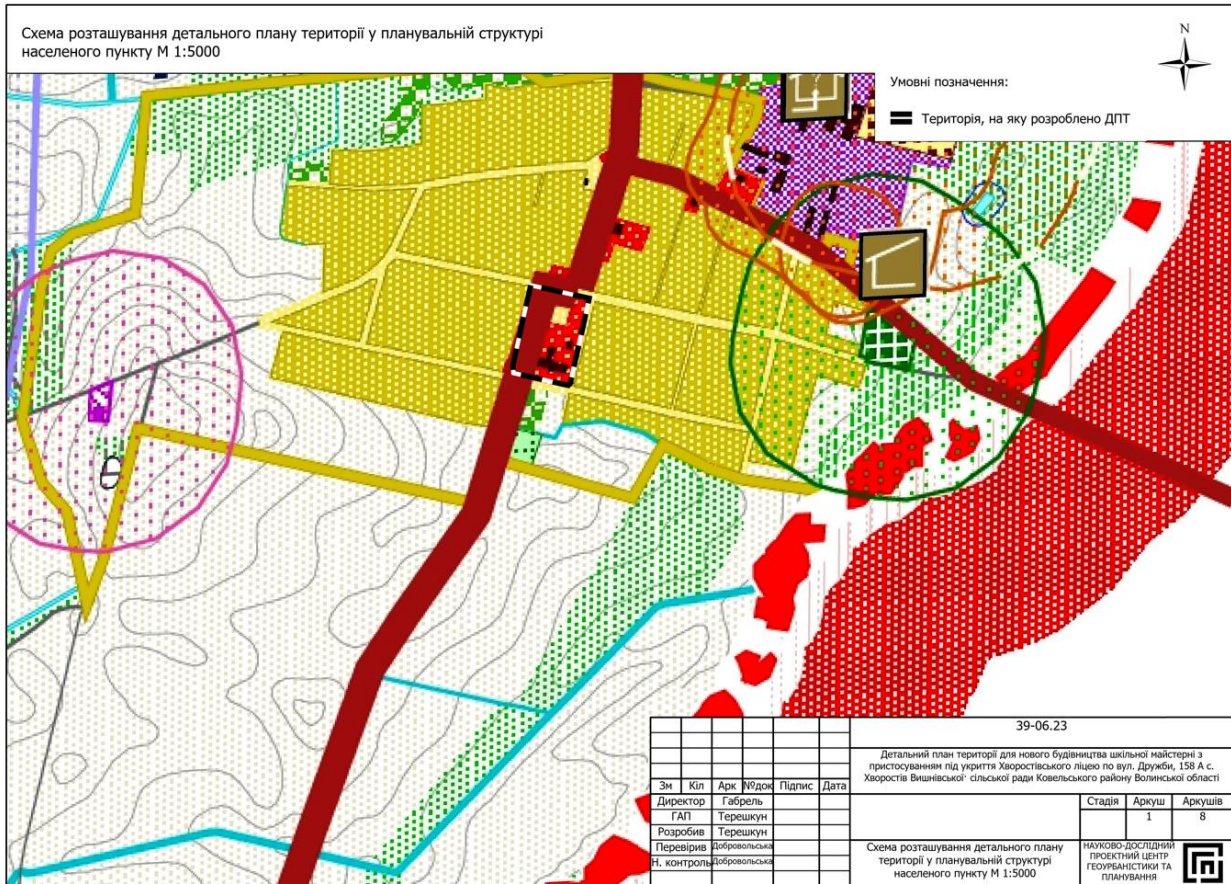 Схема розташування детального плану території у планувальній структурі
населеного пункту М 1:5000
N
Умовні позначення:
Територія, на яку розроблено ДПТ
39-06.23
Детальний план території для нового будівництва шкільної майстерні з
пристосуванням під укриття Хворостівського ліцею по вул. Дружби, 158 А с.
Хворостів Вишнівської сільської ради Ковельського району Волинської області
Зм Кіл Арк №док Підпис Дата
Директор Габрель
ГАП Терешкун
Розробив Терешкун
Перевірив Добровольська
Н. контроль Добровольська
Стадія Аркуш Аркушів
1 8
Схема розташування детального плану
території у планувальній структурі
населеного пункту М 1:5000
НАУКОВО-ДОСЛІДНИЙ
ПРОЕКТНИЙ ЦЕНТР
ГЕОУРБАНІСТИКИ ТА
ПЛАНУВАННЯ